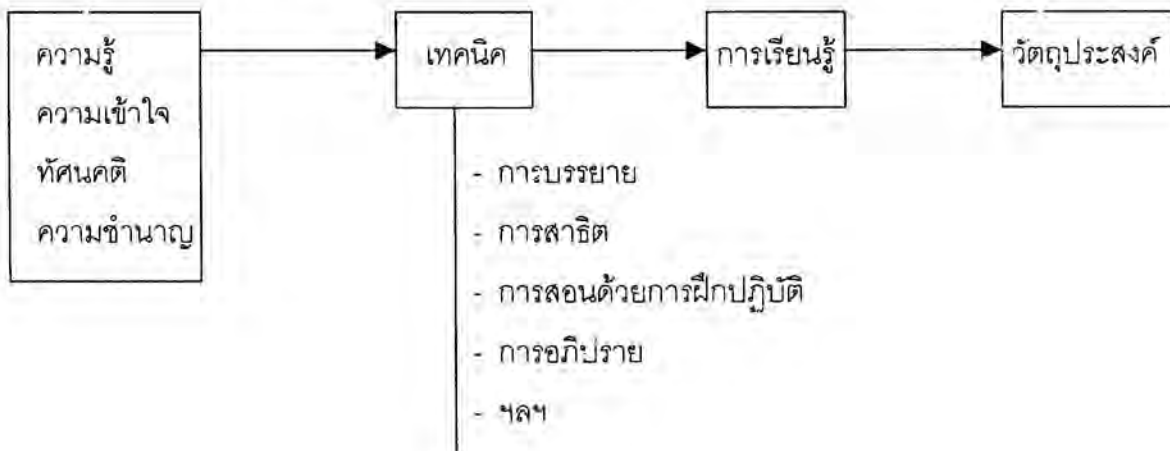 ความรู้
ความเข้าใจ
ทัศนคติ
ความชำนาญ
เทคนิค
- การบรรยาย
- การสาธิต
- การสอนด้วยการฝึกปฏิบัติ
- การอภิปราย
- ฯลฯ
การเรียนรู้
วัตถุประสงค์